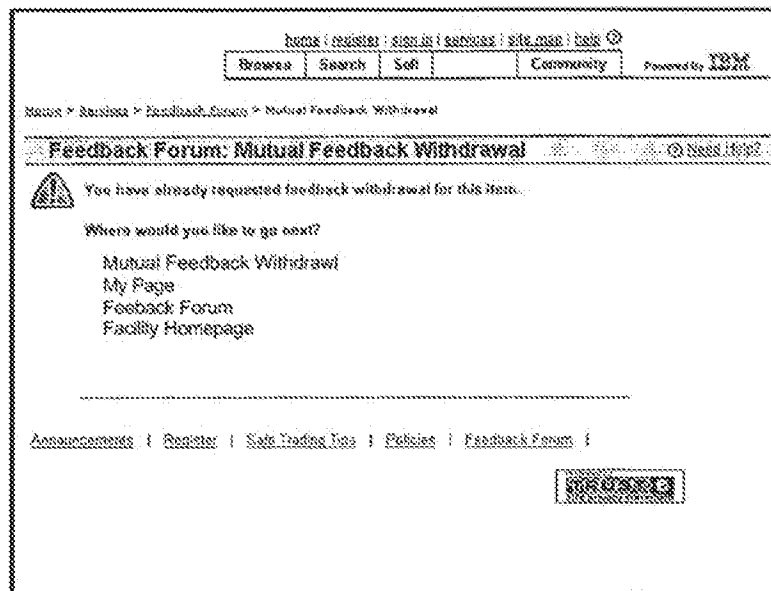 home | register | sign in | services | site map | help
Browse Search Sell Community Powered by IBM
Home > Services > Feedback Forum > Mutual Feedback Withdrawal
Feedback Forum: Mutual Feedback Withdrawal Need Help?
You have already requested feedback withdrawal for this item.
Where would you like to go next?
Mutual Feedback Withdrawl
My Page
Feeback Forum
Facility Homepage
Announcements | Register | Safe Trading Tips | Policies | Feedback Forum |
TRUSTE